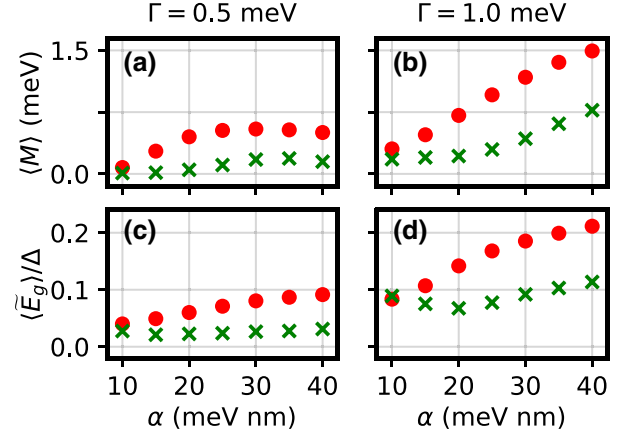 Γ = 0.5 meV
Γ = 1.0 meV
(a)
(b)
1.5
0.0
⟨M⟩ (meV)
(c)
(d)
0.2
0.1
0.0
⟨Ẽg⟩/Δ
10 20 30 40
10 20 30 40
α (meV nm)
α (meV nm)